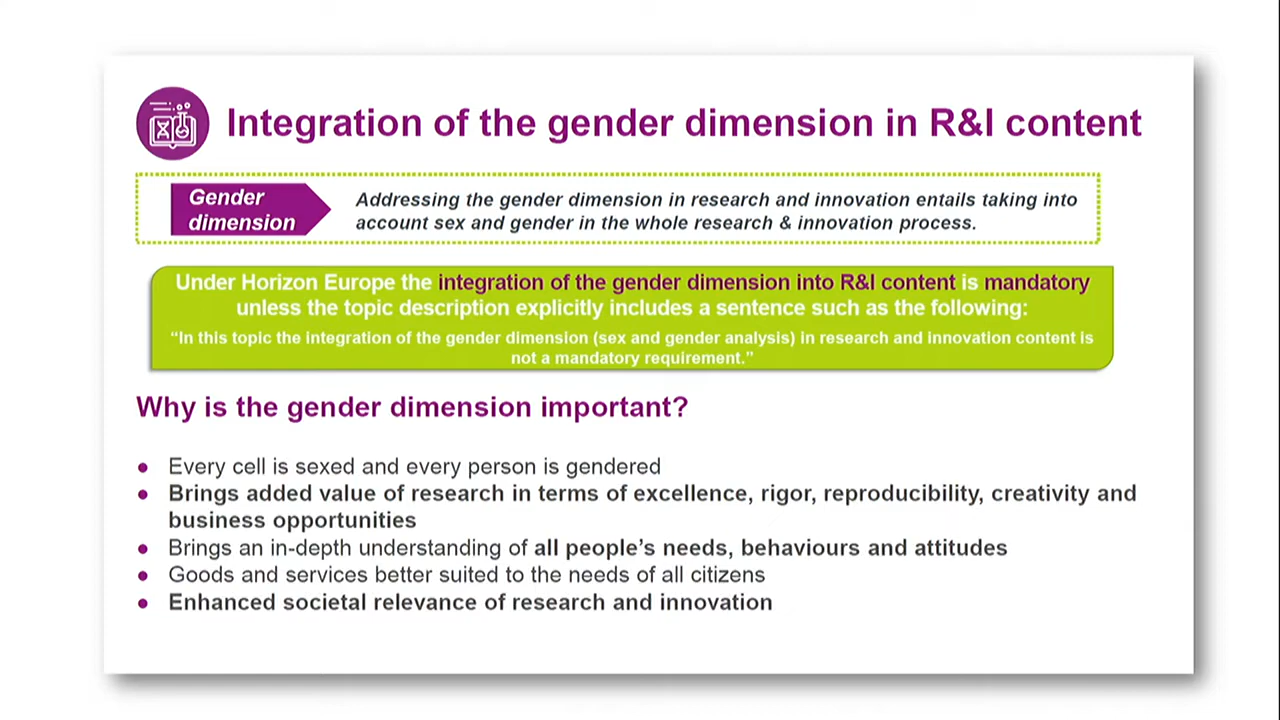 Integration of the gender dimension in R&I content
Gender
dimension
Addressing the gender dimension in research and innovation entails taking into
account sex and gender in the whole research & innovation process.
Under Horizon Europe the integration of the gender dimension into R&I content is mandatory
unless the topic description explicitly includes a sentence such as the following:
“In this topic the integration of the gender dimension (sex and gender analysis) in research and innovation content is
not a mandatory requirement.”
Why is the gender dimension important?
● Every cell is sexed and every person is gendered
● Brings added value of research in terms of excellence, rigor, reproducibility, creativity and
business opportunities
● Brings an in-depth understanding of all people’s needs, behaviours and attitudes
● Goods and services better suited to the needs of all citizens
● Enhanced societal relevance of research and innovation